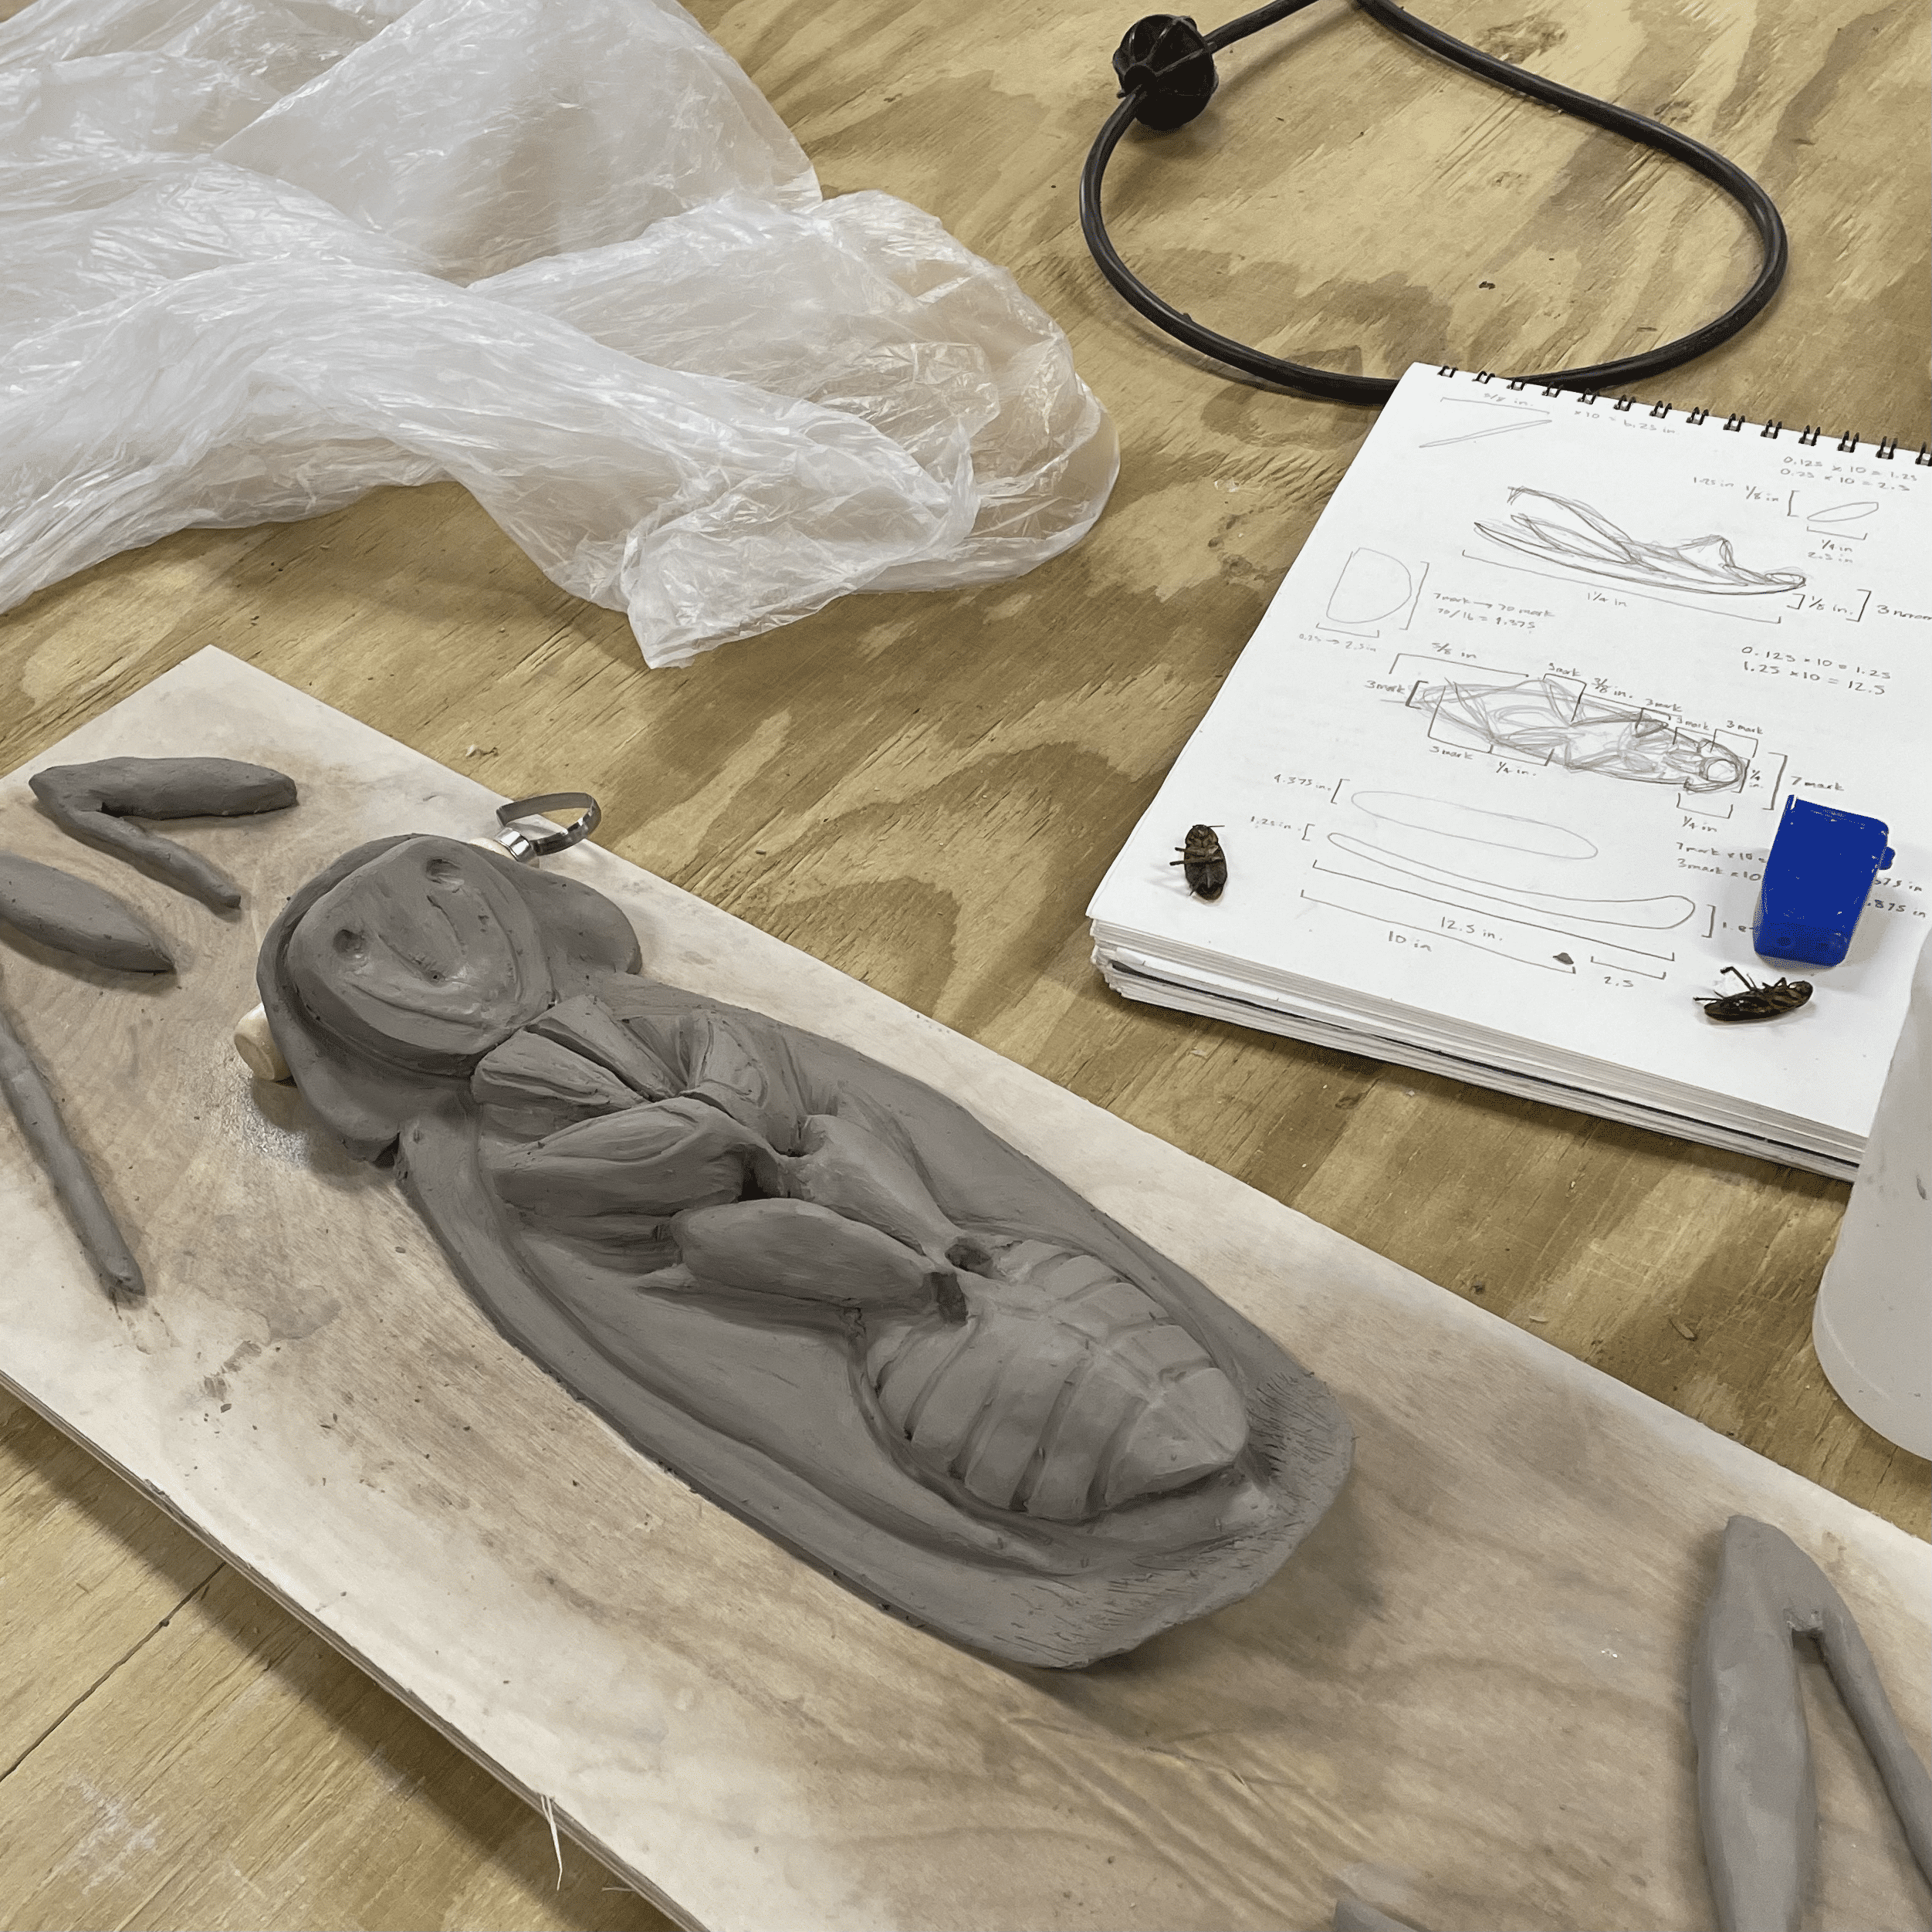 5/8 in.
x10 = 6.25 in.
0.125 x 10 = 1.25
0.25 x 10 = 2.5
1.25 in 1/8 in
1/4 in
2.5 in
1 1/4 in
1/8 in.
7 mark → 70 mark
70/16 = 4.375
0.25 → 2.5 in
0.125 x 10 = 1.25
1.25 x 10 = 12.5
5/8 in
3 mark
3/8 in.
3 mark
3 mark
3 mark
3 mark
3 mark
1/4 in.
1/4 in.
7 mark
1/4 in
4.375 in.
1.25 in.
7 mark x 10
3 mark x 10
.875 in
12.5 in.
10 in
2.5